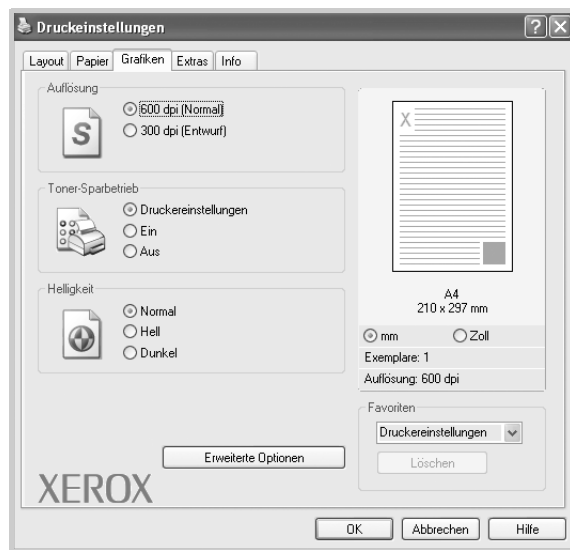 Druckeinstellungen
Layout Papier Grafiken Extras Info
Auflösung
S
600 dpi (Normal)
300 dpi (Entwurf)
Toner-Sparbetrieb
Druckereinstellungen
Ein
Aus
Helligkeit
Normal
Hell
Dunkel
X
A4
210 x 297 mm
mm Zoll
Exemplare: 1
Auflösung: 600 dpi
Favoriten
Druckereinstellungen
Löschen
Erweiterte Optionen
XEROX
OK Abbrechen Hilfe